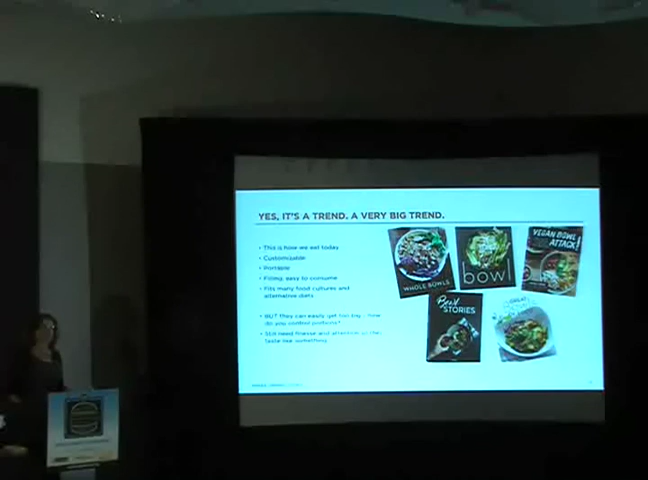 YES, IT'S A TREND. A VERY BIG TREND.
• This is how we eat today
• Customizable
• Portable
• Filling, easy to consume
• Fits many food cultures and
alternative diets
• BUT They can easily get too big – how
do you control portions?
• Still need finesse and attention so they
taste like something
WHOLE BOWLS
bowl
VEGAN BOWL
ATTACK!
Bowl
STORIES
GREAT